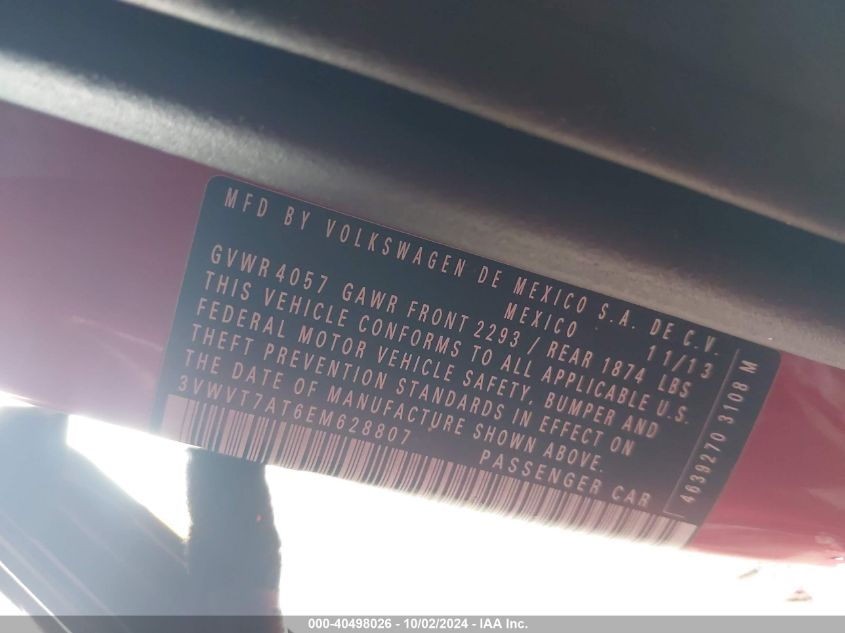 MFD BY VOLKSWAGEN DE MEXICO S.A. DE C.V.
MEXICO 11/13
GVWR 4057 GAWR FRONT 2293 / REAR 1874 LBS
THIS VEHICLE CONFORMS TO ALL APPLICABLE U.S.
FEDERAL MOTOR VEHICLE SAFETY, BUMPER AND
THEFT PREVENTION STANDARDS IN EFFECT ON
THE DATE OF MANUFACTURE SHOWN ABOVE.
3VWVT7AT6EM628807 PASSENGER CAR
4639270 3108 M
000-40498026 - 10/02/2024 - IAA Inc.